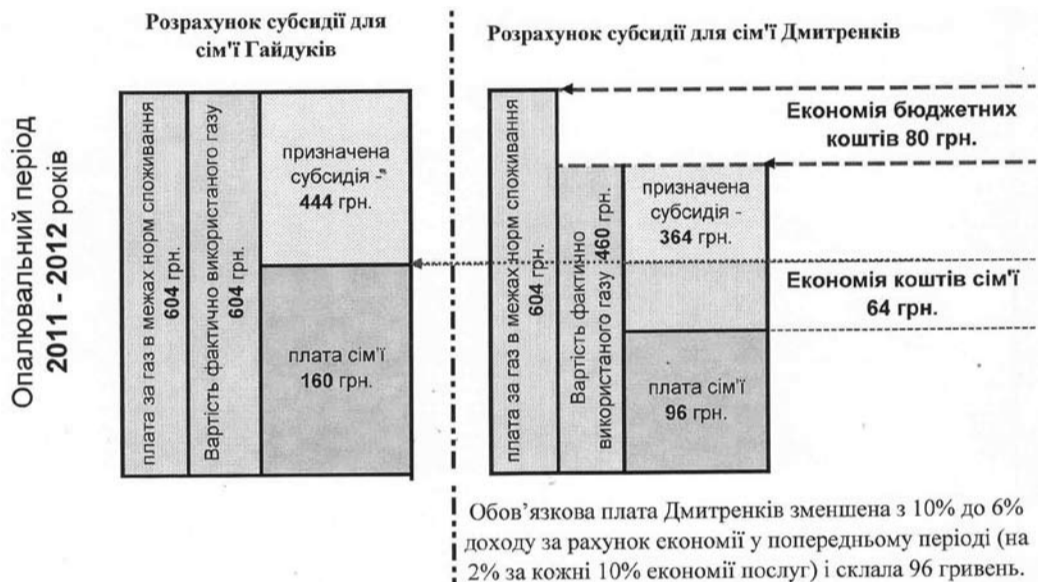 Розрахунок субсидії для
сім'ї Гайдуків
Розрахунок субсидії для сім'ї Дмитренків
Опалювальний період
2011 - 2012 років
плата за газ в межах норм споживання
604 грн.
Вартість фактично використаного газу
604 грн.
призначена
субсидія -
444 грн.
плата сім'ї
160 грн.
плата за газ в межах норм споживання
604 грн.
Вартість фактично
використаного газу 460 грн.
призначена
субсидія -
364 грн.
плата сім'ї
96 грн.
Економія бюджетних
коштів 80 грн.
Економія коштів сім'ї
64 грн.
Обов’язкова плата Дмитренків зменшена з 10% до 6%
доходу за рахунок економії у попередньому періоді (на
2% за кожні 10% економії послуг) і склала 96 гривень.